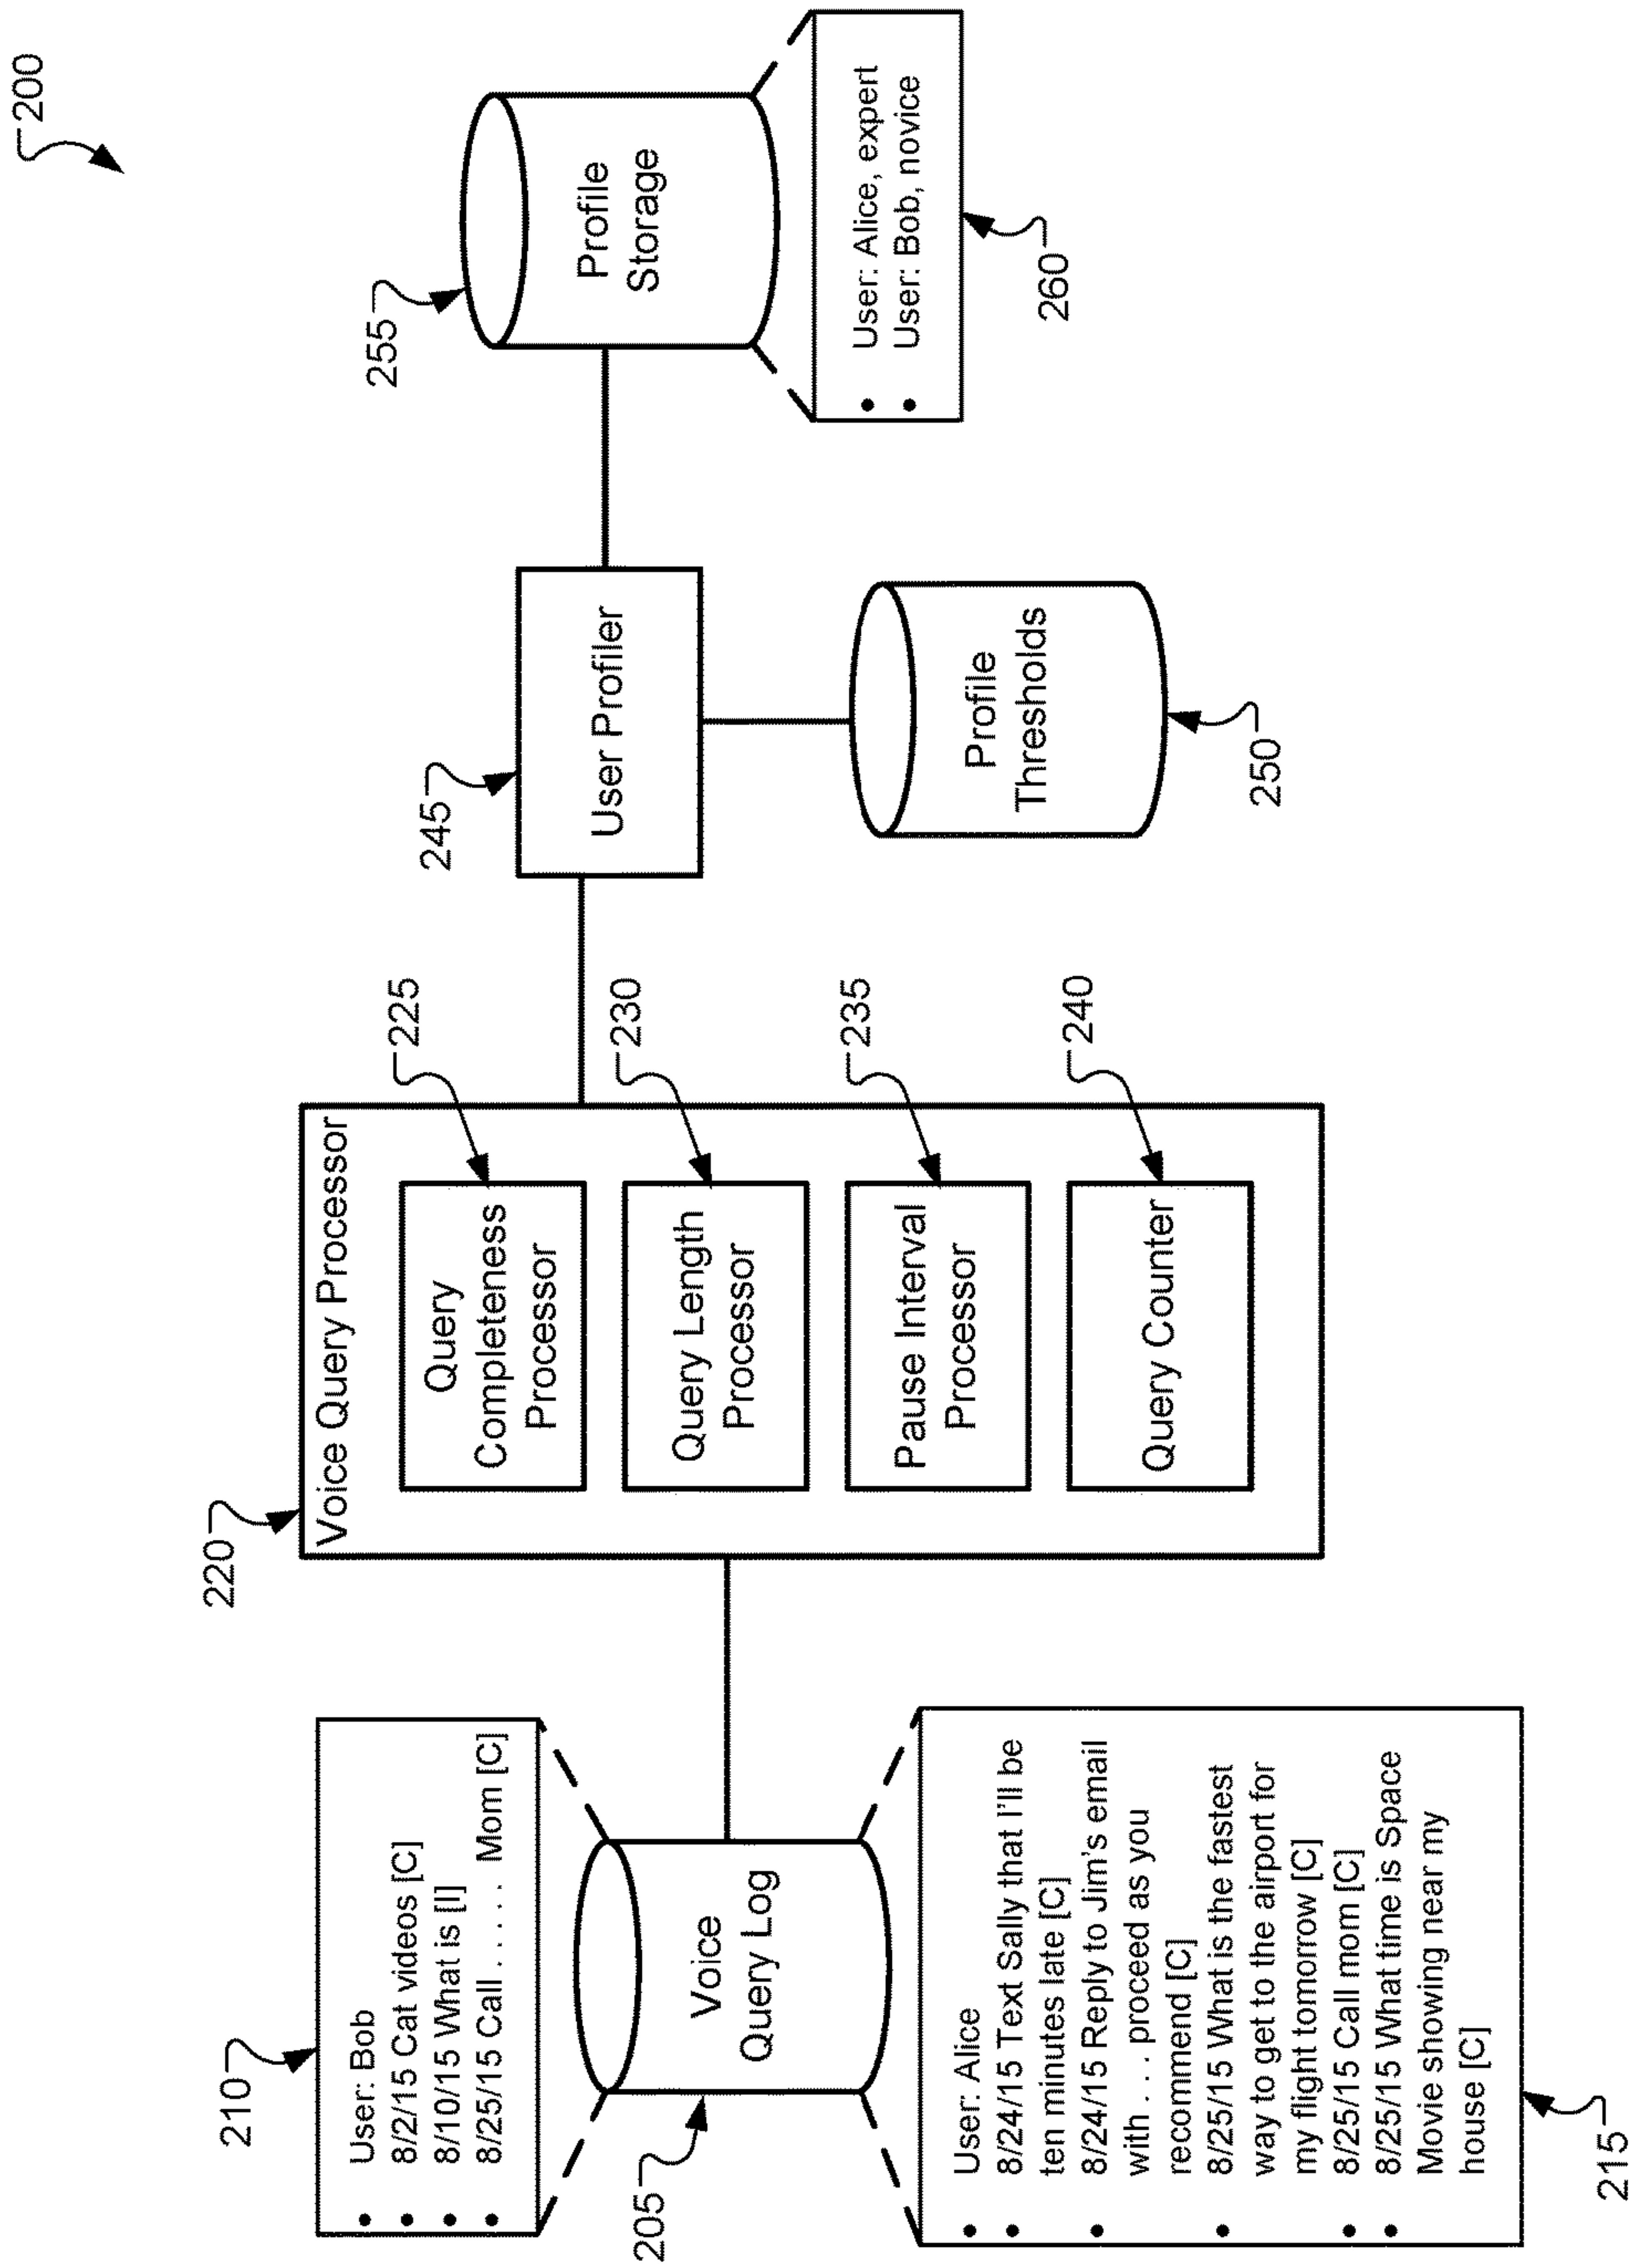 200
210
User: Bob
8/2/15 Cat videos [C]
8/10/15 What is [I]
8/25/15 Call . . . . . Mom [C]
205
Voice
Query Log
User: Alice
8/24/15 Text Sally that I'll be
ten minutes late [C]
8/24/15 Reply to Jim's email
with . . . proceed as you
recommend [C]
8/25/15 What is the fastest
way to get to the airport for
my flight tomorrow [C]
8/25/15 Call mom [C]
8/25/15 What time is Space
Movie showing near my
house [C]
215
220
Voice Query Processor
Query
Completeness
Processor
225
Query Length
Processor
230
Pause Interval
Processor
235
Query Counter
240
245
User Profiler
Profile
Thresholds
250
255
Profile
Storage
User: Alice, expert
User: Bob, novice
260